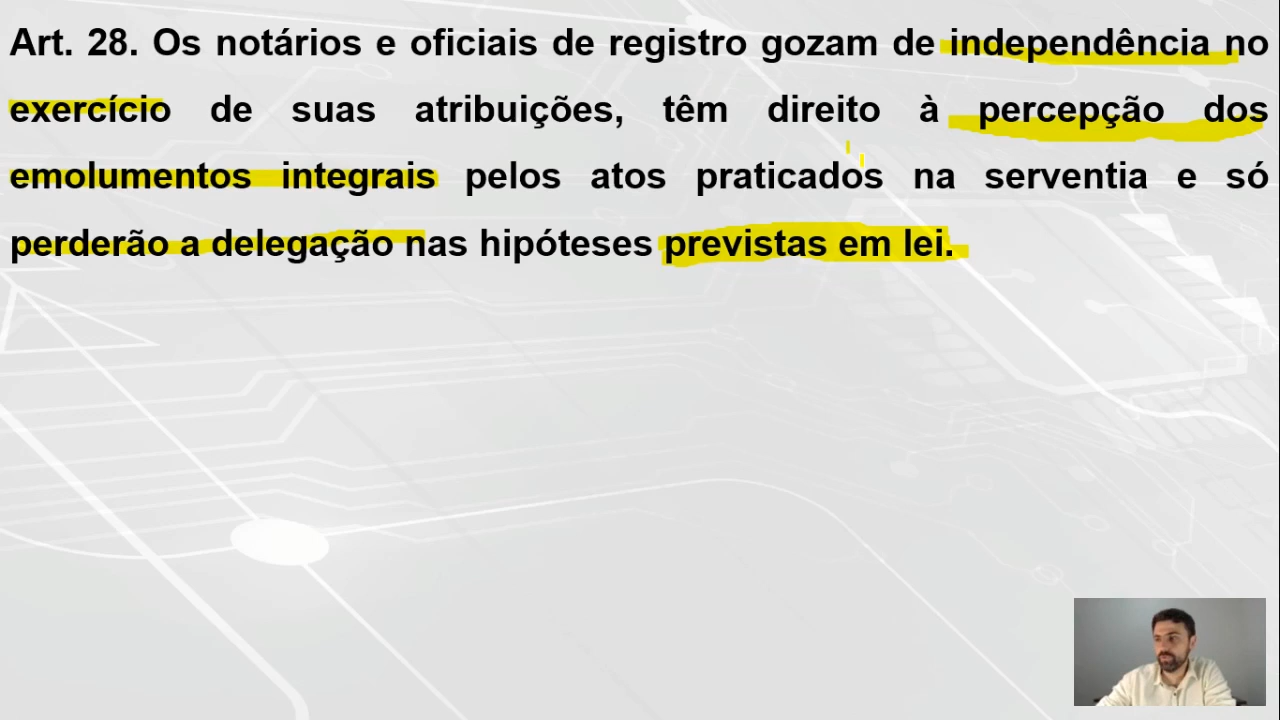 Art. 28. Os notários e oficiais de registro gozam de independência no
exercício de suas atribuições, têm direito à percepção dos
emolumentos integrais pelos atos praticados na serventia e só
perderão a delegação nas hipóteses previstas em lei.